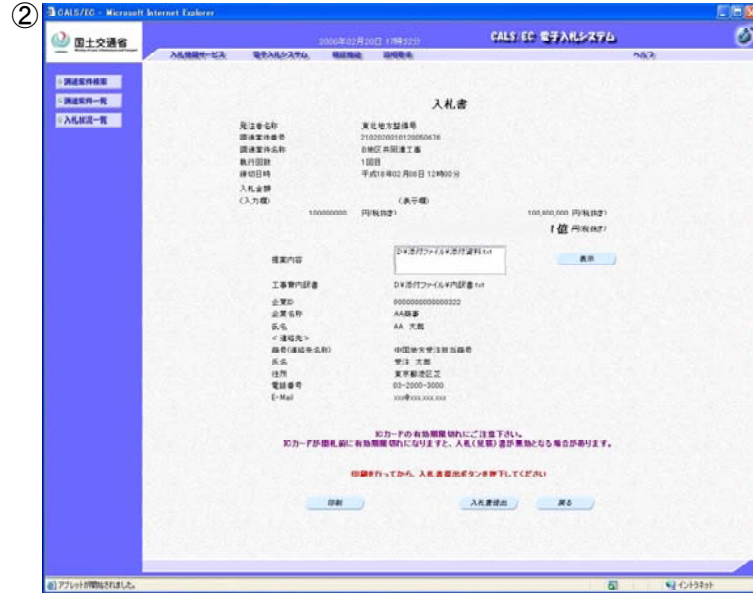 ②
CALS/EC - Microsoft Internet Explorer
国土交通省
2006年02月20日 17時52分
CALS/EC 電子入札システム
入札情報サービス 電子入札システム 検証機能 説明要求
ヘルプ
調達案件検索
調達案件一覧
入札状況一覧
入札書
発注者名称 東北地方整備局
調達案件番号 2102020010120050676
調達案件名称 B地区共同溝工事
執行回数 1回目
締切日時 平成18年02月08日 12時00分
入札金額
(入力欄) (表示欄)
100000000 円(税抜き) 100,000,000 円(税抜き)
1億 円(税抜き)
提案内容 D¥添付ファイル¥添付資料.txt 表示
工事費内訳書 D¥添付ファイル¥内訳書.txt
企業ID 0000000000000322
企業名称 AA商事
氏名 AA 太郎
<連絡先>
商号(連絡先名称) 中国地方受注担当商号
氏名 受注 太郎
住所 東京都港区芝
電話番号 03-2000-3000
E-Mail xxx@xxx.xxx.xxx
ICカードの有効期限切れにご注意下さい。
ICカードが開札前に有効期限切れになりますと、入札(見積)書が無効となる場合があります。
印刷を行ってから、入札書提出ボタンを押下してください
印刷 入札書提出 戻る
アプレットが開始されました。 イントラネット